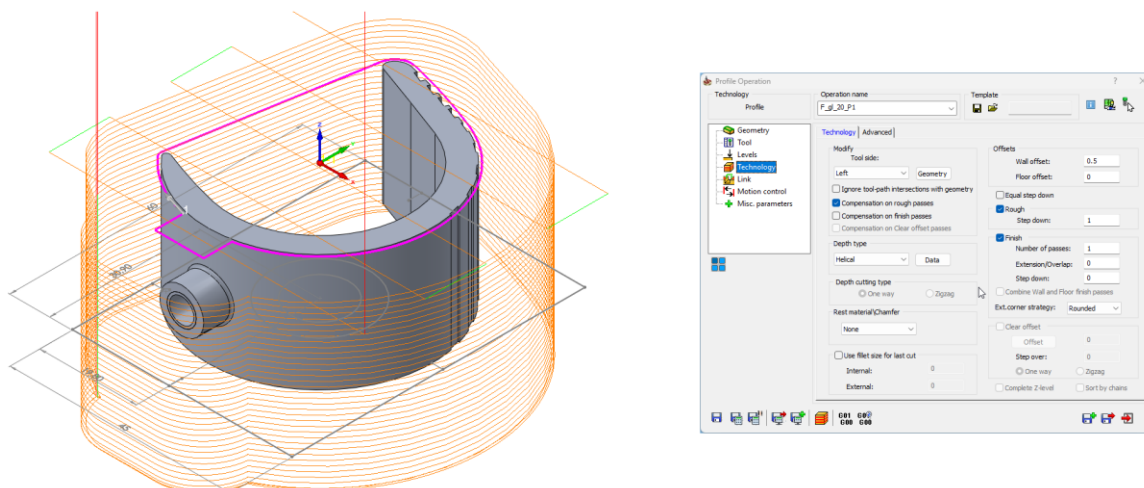 Profile Operation
?
Technology
Profile
Operation name
F_gl_20_P1
Template
Geometry
Tool
Levels
Technology
Link
Motion control
Misc. parameters
Technology
Advanced
Modify
Tool side:
Left
Geometry
Ignore tool-path intersections with geometry
Compensation on rough passes
Compensation on finish passes
Compensation on Clear offset passes
Depth type
Helical
Data
Depth cutting type
One way
Zigzag
Rest material\Chamfer
None
Use fillet size for last cut
Internal:
0
External:
0
Offsets
Wall offset:
0.5
Floor offset:
0
Equal step down
Rough
Step down:
1
Finish
Number of passes:
1
Extension/Overlap:
0
Step down:
0
Combine Wall and Floor finish passes
Ext.corner strategy:
Rounded
Clear offset
Offset
0
Step over:
0
One way
Zigzag
Complete Z-level
Sort by chains
G01 G00
G00 G00
Z
Y
X
45